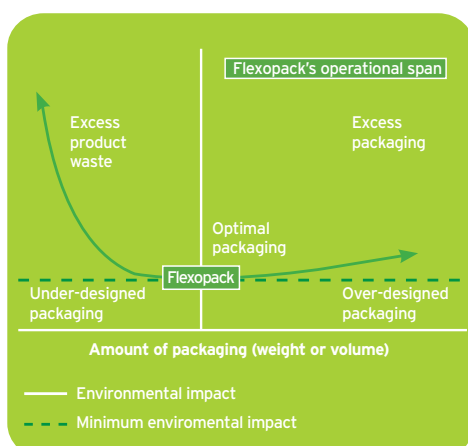 Flexopack's operational span
Excess
product
waste
Excess
packaging
Optimal
packaging
Flexopack
Under-designed
packaging
Over-designed
packaging
Amount of packaging (weight or volume)
Environmental impact
Minimum enviromental impact